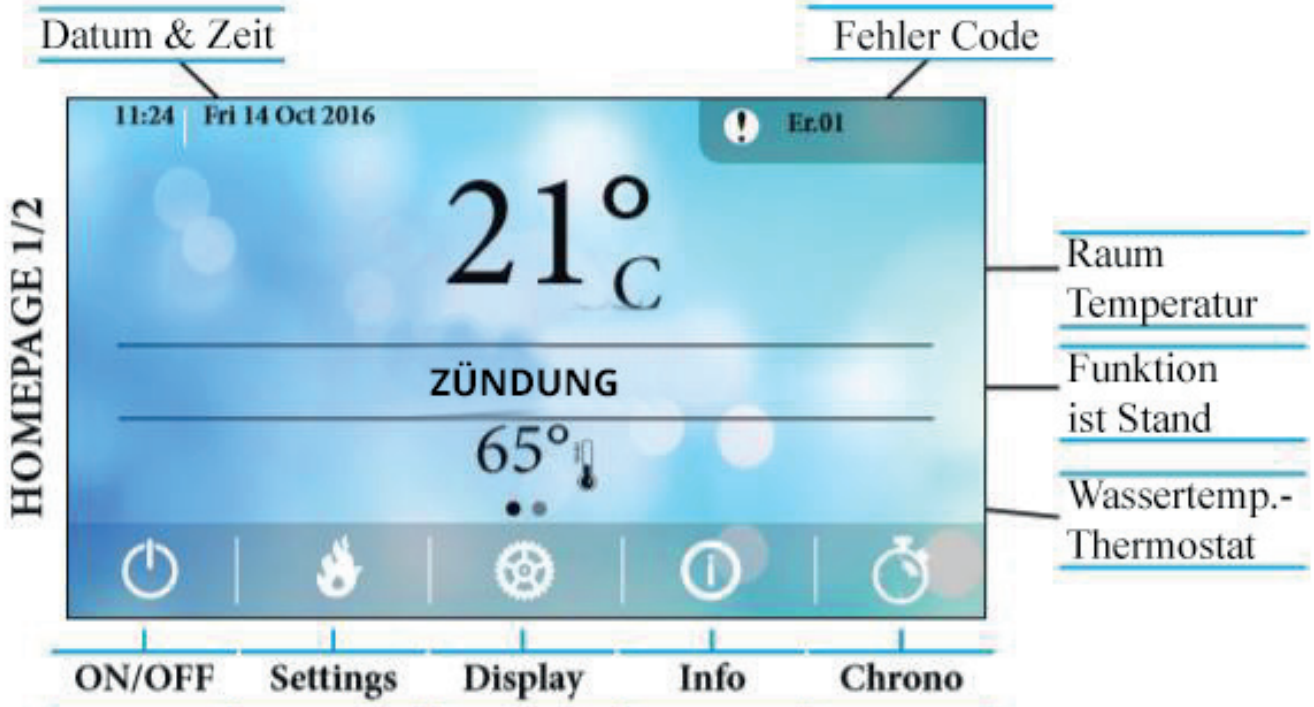 Datum & Zeit
Fehler Code
11:24 Fri 14 Oct 2016
Er.01
21°C
Raum
Temperatur
ZÜNDUNG
Funktion
ist Stand
65°
Wassertemp.-
Thermostat
HOMEPAGE 1/2
ON/OFF Settings Display Info Chrono